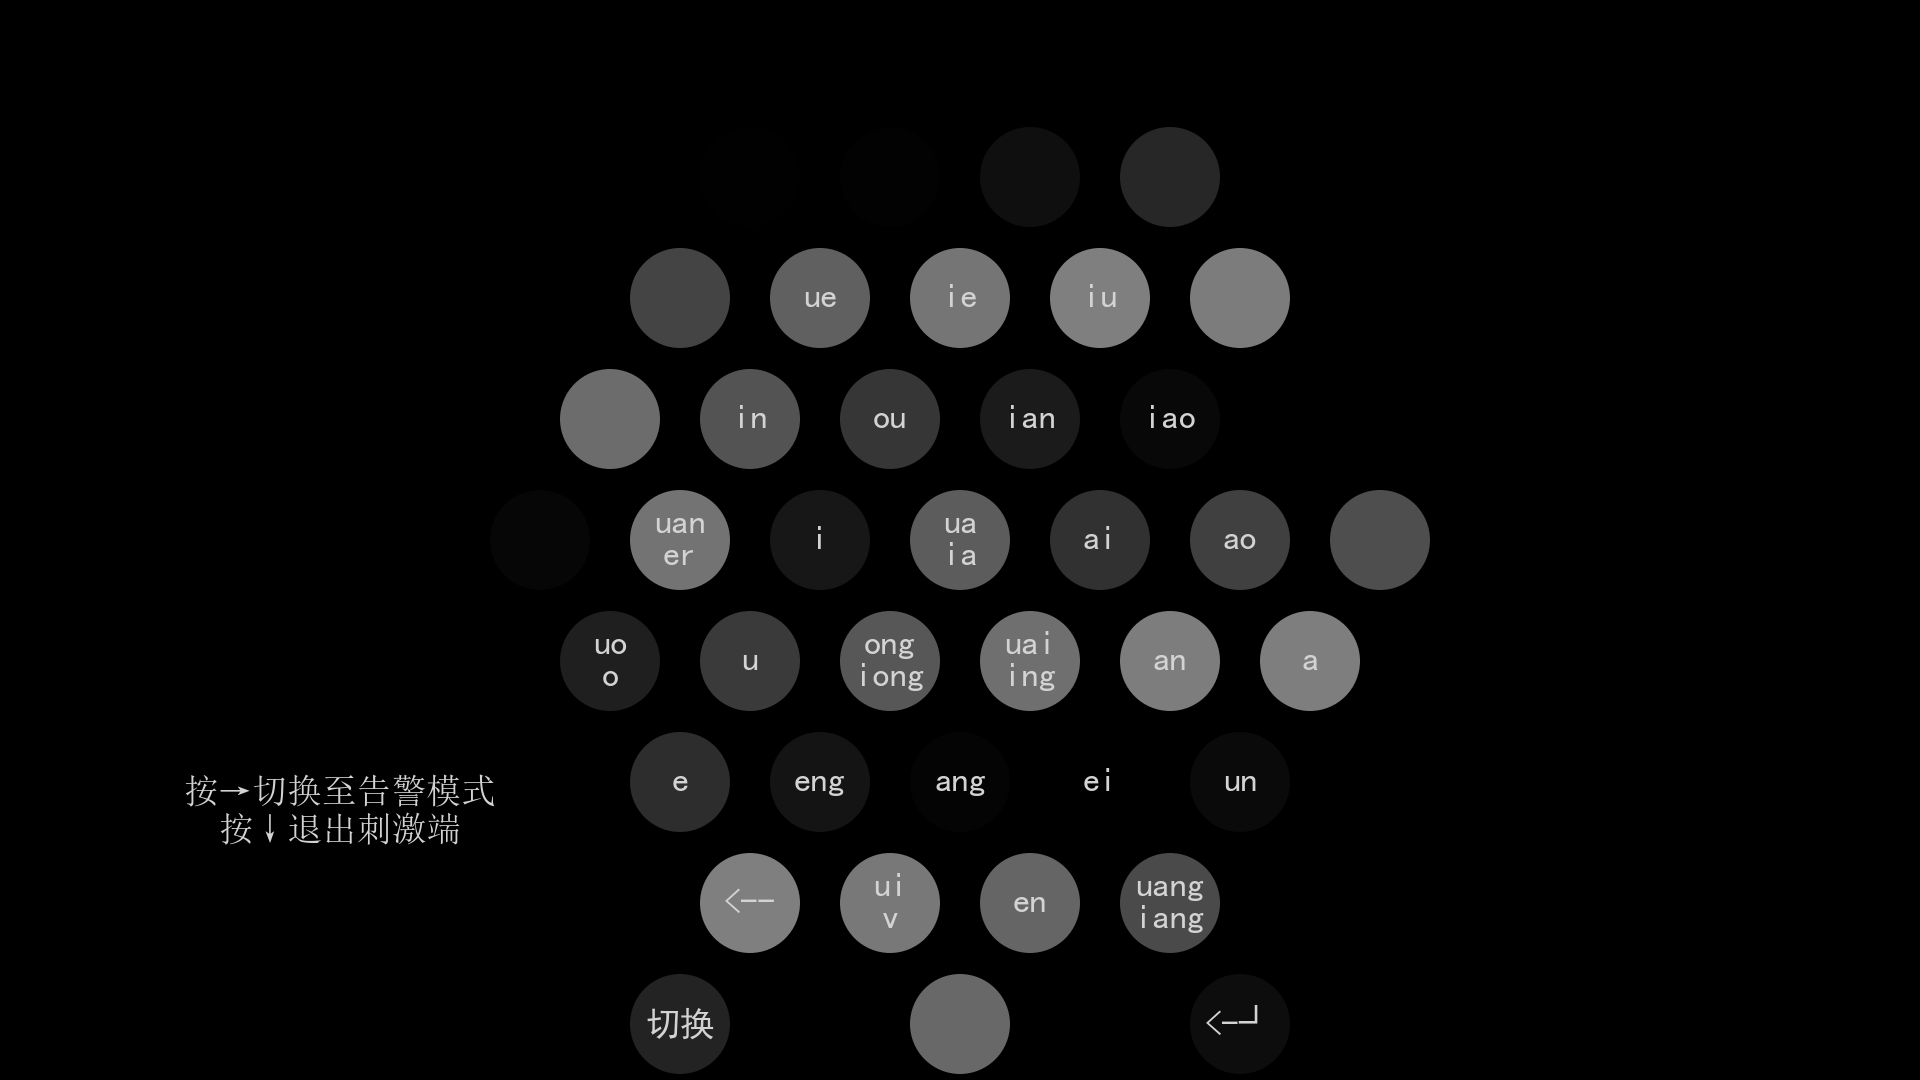 ue
ie
iu
in
ou
ian
iao
uan
er
i
ua
ia
ai
ao
uo
o
u
ong
iong
uai
ing
an
a
e
eng
ang
ei
un
按→切换至告警模式
按↓退出刺激端
<--
ui
v
en
uang
iang
切换
<-┘